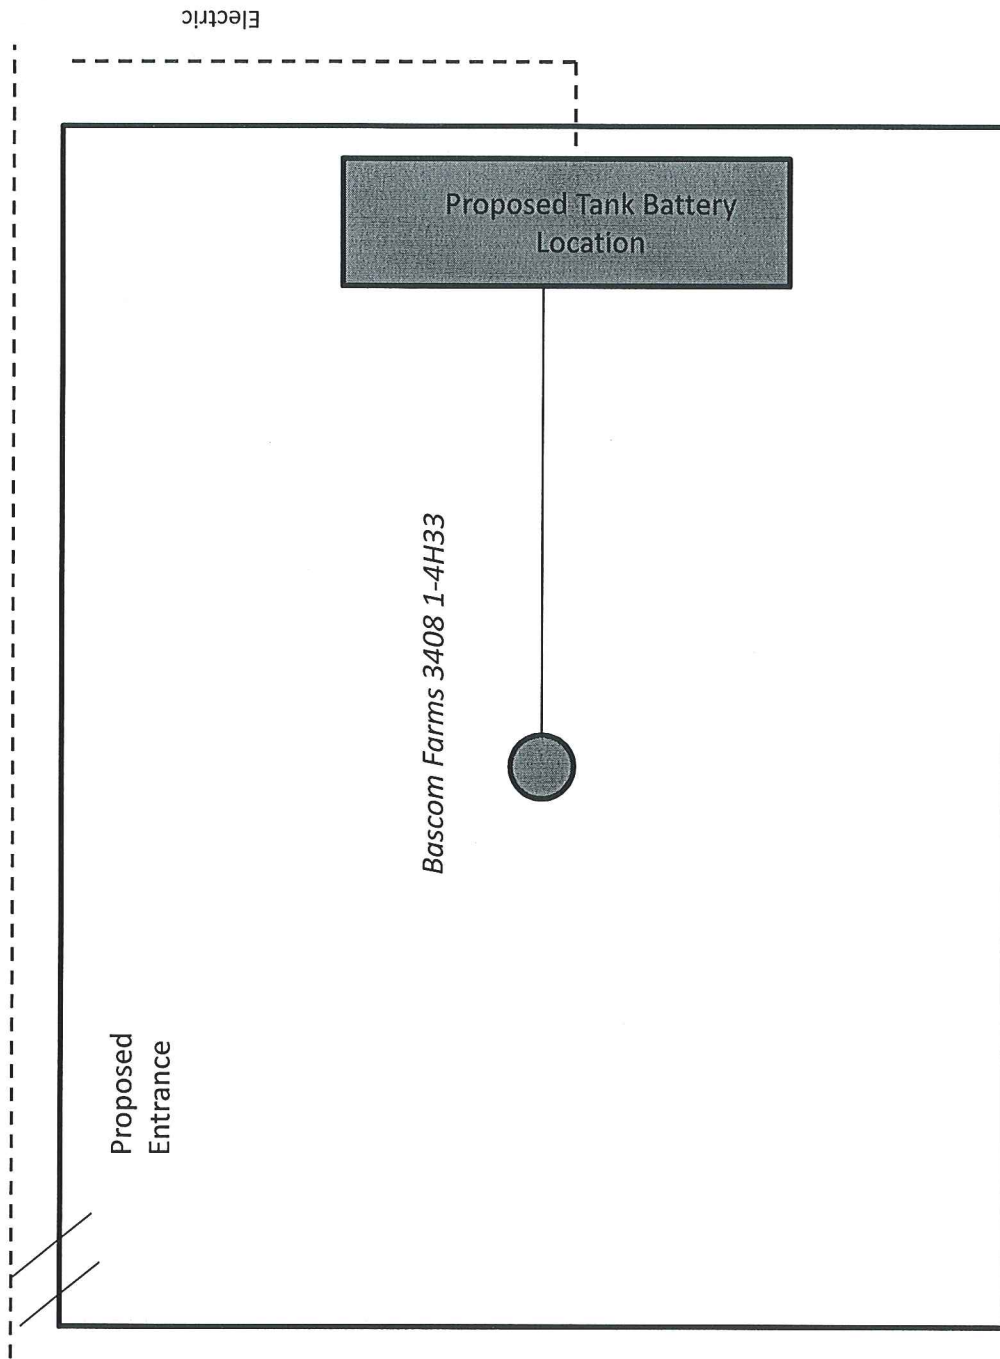 Electric
Proposed Tank Battery
Location
Bascom Farms 3408 1-4H33
Proposed
Entrance